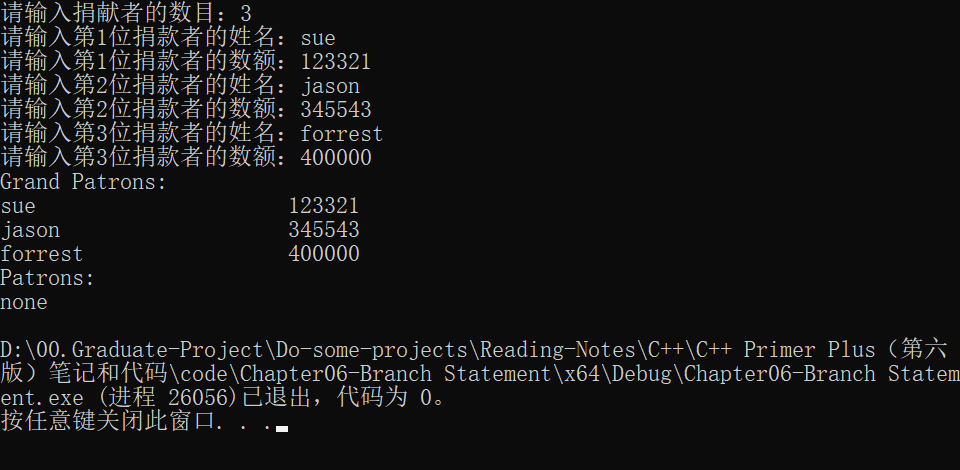 请输入捐献者的数目：3
请输入第1位捐款者的姓名：sue
请输入第1位捐款者的数额：123321
请输入第2位捐款者的姓名：jason
请输入第2位捐款者的数额：345543
请输入第3位捐款者的姓名：forrest
请输入第3位捐款者的数额：400000
Grand Patrons:
sue 123321
jason 345543
forrest 400000
Patrons:
none
D:\00.Graduate-Project\Do-some-projects\Reading-Notes\C++\C++ Primer Plus（第六
版）笔记和代码\code\Chapter06-Branch Statement\x64\Debug\Chapter06-Branch Statem
ent.exe (进程 26056)已退出，代码为 0。
按任意键关闭此窗口. . .